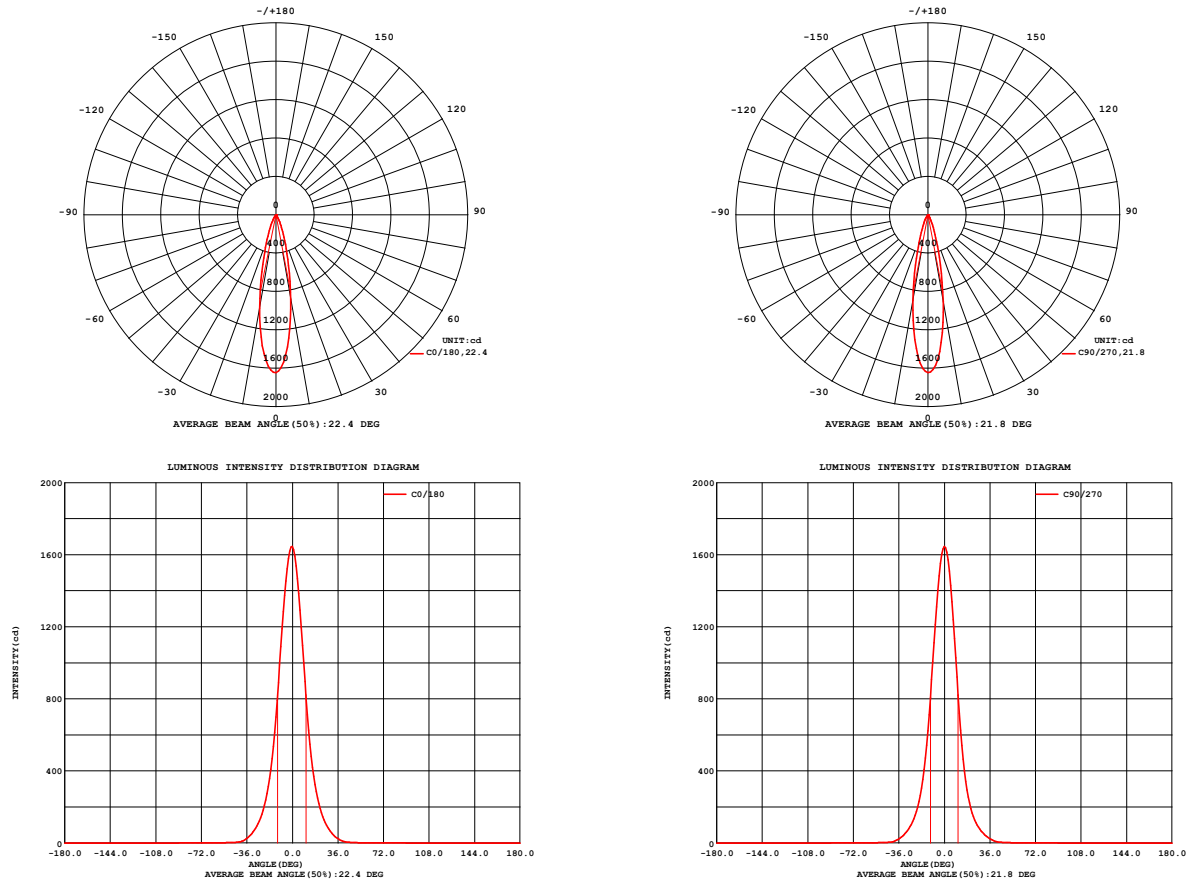 -/+180
-150
150
-120
120
-90
90
-60
60
-30
30
0
400
800
1200
1600
2000
0
UNIT:cd
C0/180,22.4
AVERAGE BEAM ANGLE(50%):22.4 DEG
-/+180
-150
150
-120
120
-90
90
-60
60
-30
30
0
400
800
1200
1600
2000
0
UNIT:cd
C90/270,21.8
AVERAGE BEAM ANGLE(50%):21.8 DEG
LUMINOUS INTENSITY DISTRIBUTION DIAGRAM
C0/180
INTENSITY(cd)
2000
1600
1200
800
400
0
-180.0 -144.0 -108.0 -72.0 -36.0 0.0 36.0 72.0 108.0 144.0 180.0
ANGLE(DEG)
AVERAGE BEAM ANGLE(50%):22.4 DEG
LUMINOUS INTENSITY DISTRIBUTION DIAGRAM
C90/270
INTENSITY(cd)
2000
1600
1200
800
400
0
-180.0 -144.0 -108.0 -72.0 -36.0 0.0 36.0 72.0 108.0 144.0 180.0
ANGLE(DEG)
AVERAGE BEAM ANGLE(50%):21.8 DEG